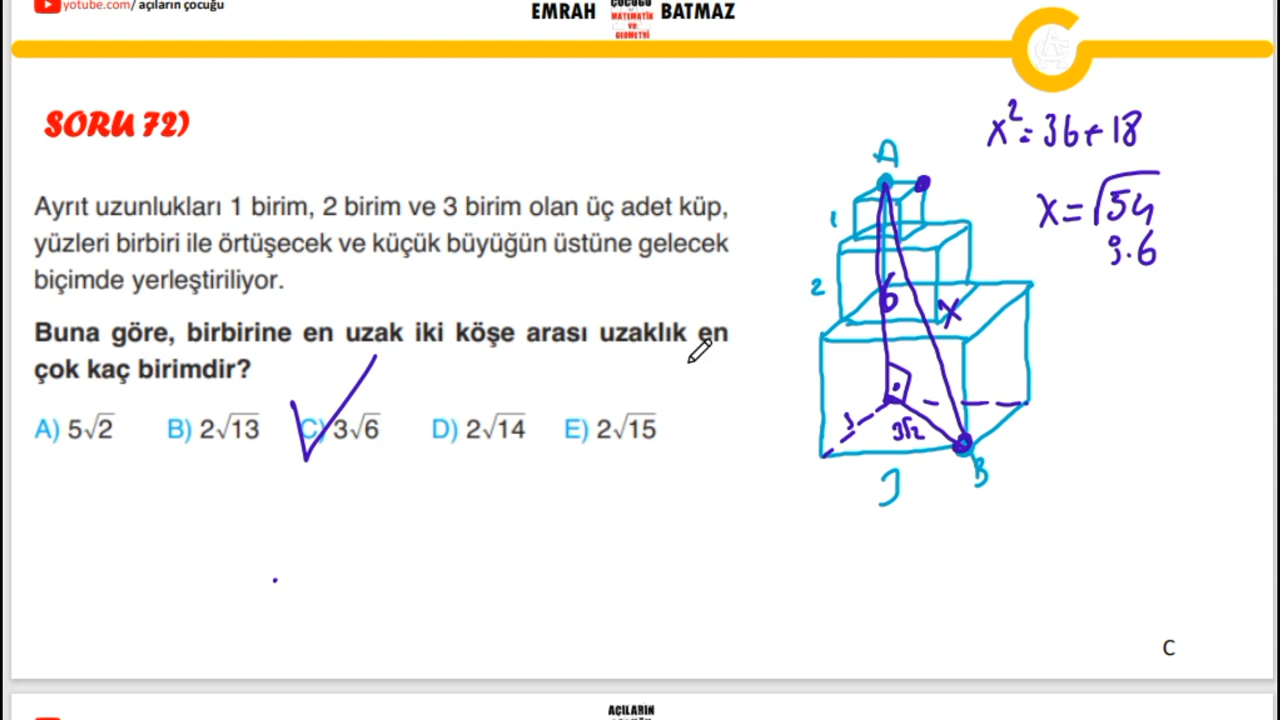 yotube.com/ açıların çocuğu
EMRAH ÇOCUĞU MATEMATİK ve GEOMETRİ BATMAZ
SORU 72)
Ayrıt uzunlukları 1 birim, 2 birim ve 3 birim olan üç adet küp,
yüzleri birbiri ile örtüşecek ve küçük büyüğün üstüne gelecek
biçimde yerleştiriliyor.
Buna göre, birbirine en uzak iki köşe arası uzaklık en
çok kaç birimdir?
A) 5√2 B) 2√13 C) 3√6 D) 2√14 E) 2√15
x² = 36 + 18
x = √54
9.6
A
1
2
6
x
3
3√2
3
B
C
AÇILARIN